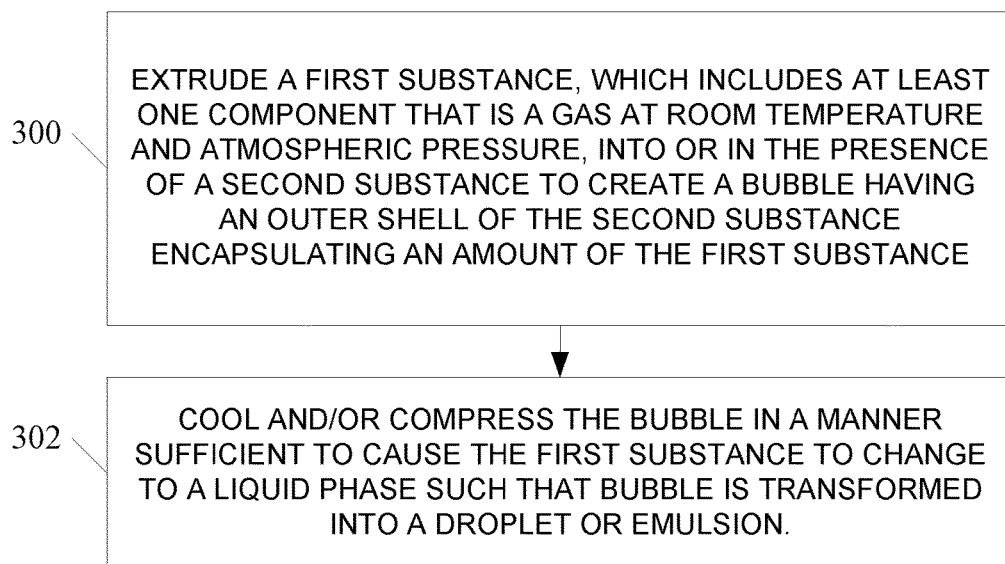 300
EXTRUDE A FIRST SUBSTANCE, WHICH INCLUDES AT LEAST
ONE COMPONENT THAT IS A GAS AT ROOM TEMPERATURE
AND ATMOSPHERIC PRESSURE, INTO OR IN THE PRESENCE
OF A SECOND SUBSTANCE TO CREATE A BUBBLE HAVING
AN OUTER SHELL OF THE SECOND SUBSTANCE
ENCAPSULATING AN AMOUNT OF THE FIRST SUBSTANCE
302
COOL AND/OR COMPRESS THE BUBBLE IN A MANNER
SUFFICIENT TO CAUSE THE FIRST SUBSTANCE TO CHANGE
TO A LIQUID PHASE SUCH THAT BUBBLE IS TRANSFORMED
INTO A DROPLET OR EMULSION.